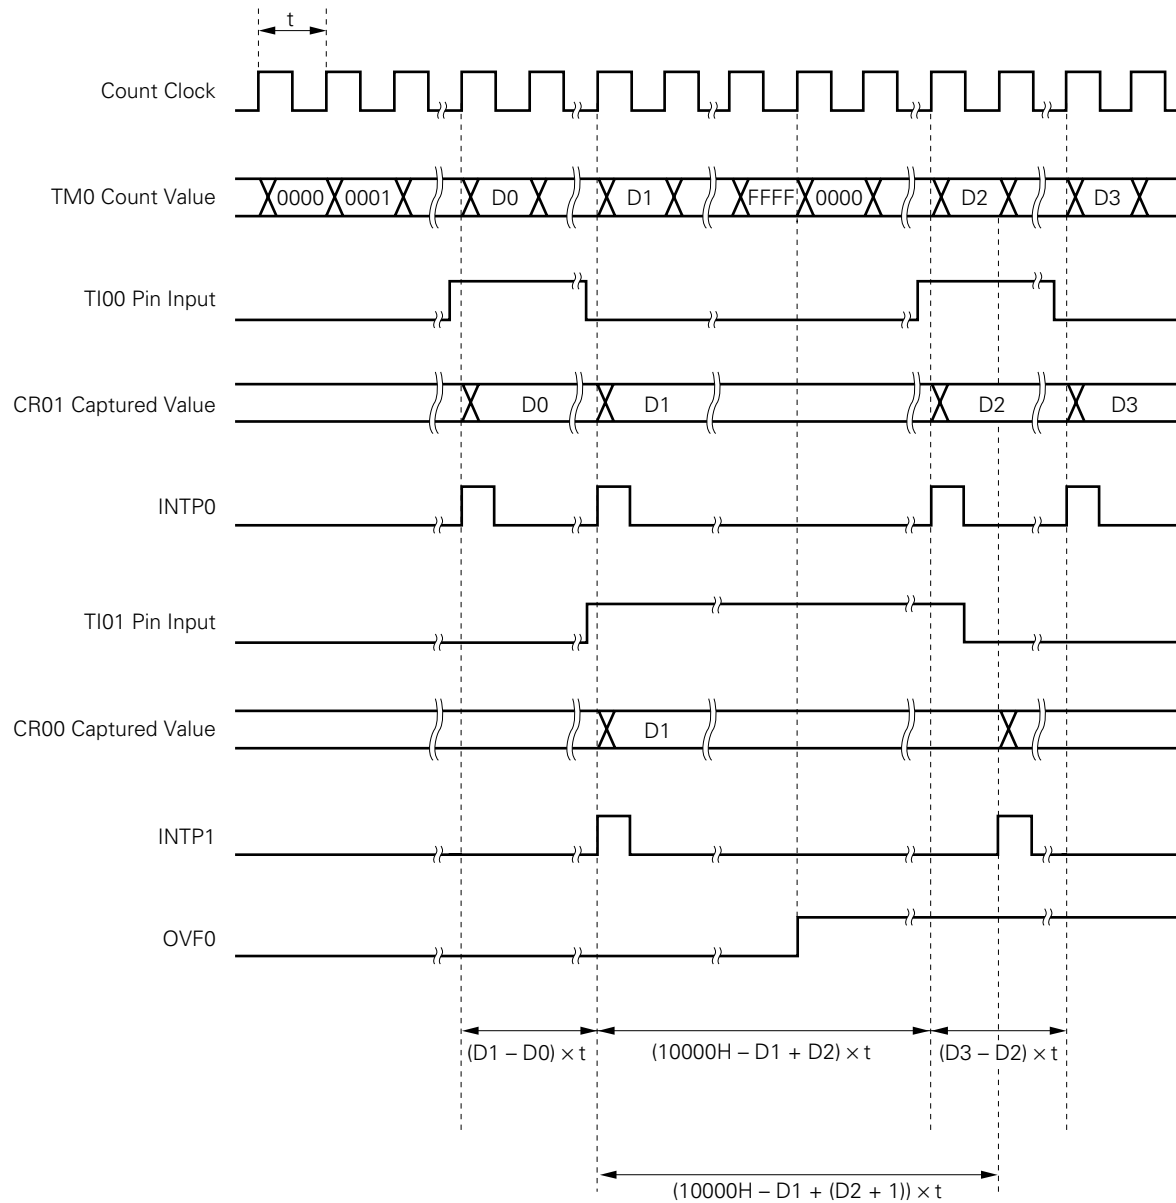 t
Count Clock
TM0 Count Value 0000 0001 D0 D1 FFFF 0000 D2 D3
TI00 Pin Input
CR01 Captured Value D0 D1 D2 D3
INTP0
TI01 Pin Input
CR00 Captured Value D1
INTP1
OVF0
(D1 – D0) × t (10000H – D1 + D2) × t (D3 – D2) × t
(10000H – D1 + (D2 + 1)) × t